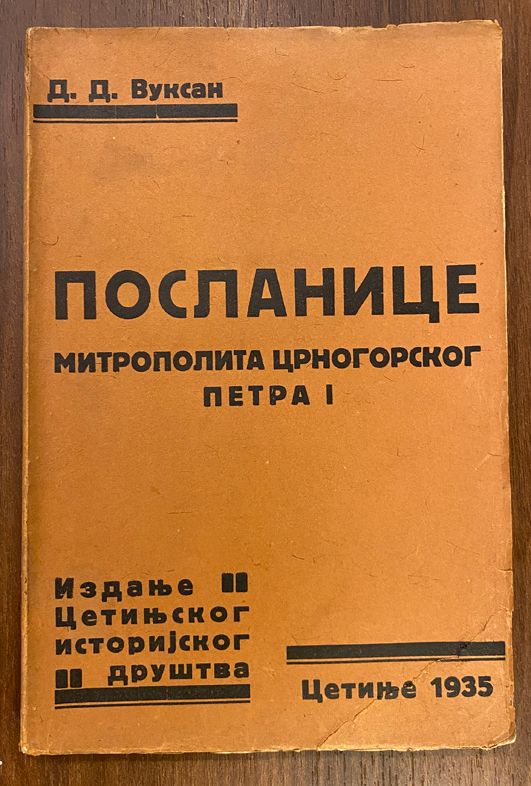 Д. Д. Вуксан
ПОСЛАНИЦЕ
МИТРОПОЛИТА ЦРНОГОРСКОГ
ПЕТРА I
Издање
Цетињског
историјског
друштва
Цетиње 1935